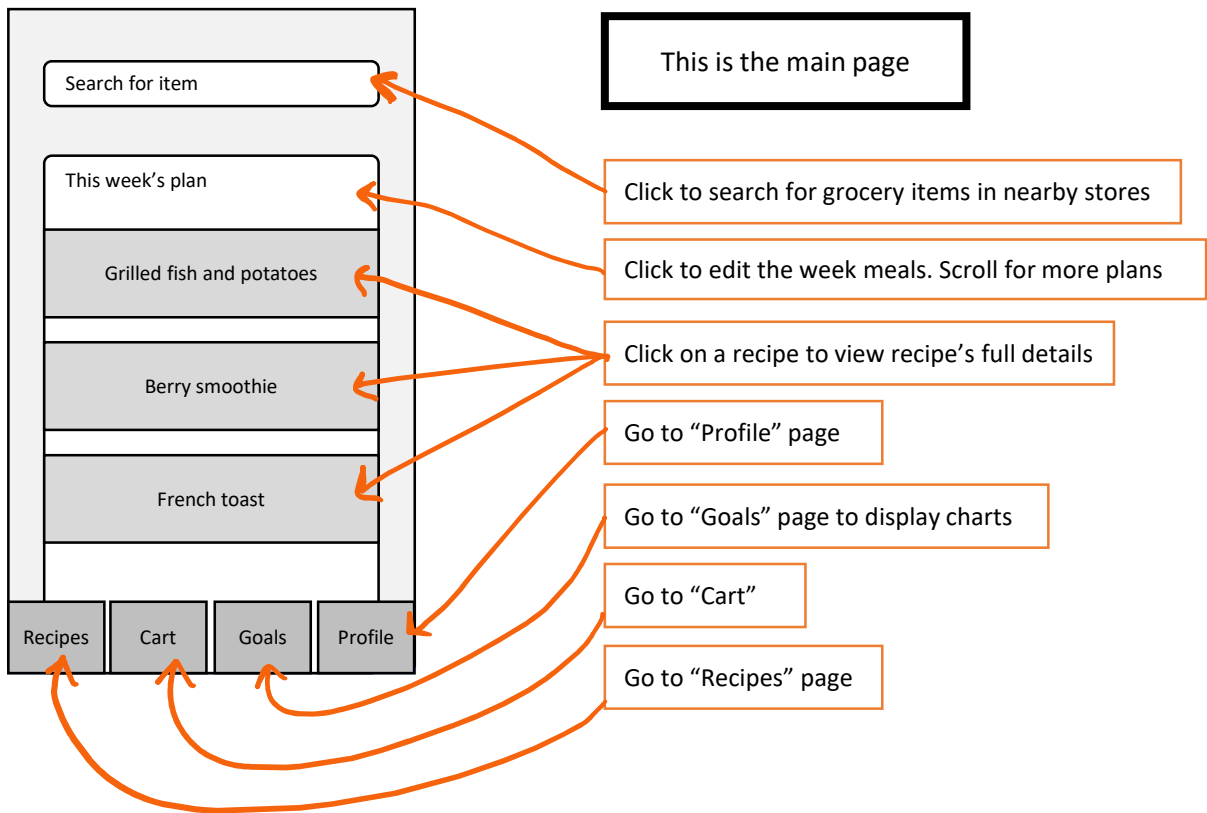 This is the main page
Search for item
This week’s plan
Grilled fish and potatoes
Berry smoothie
French toast
Recipes
Cart
Goals
Profile
Click to search for grocery items in nearby stores
Click to edit the week meals. Scroll for more plans
Click on a recipe to view recipe’s full details
Go to “Profile” page
Go to “Goals” page to display charts
Go to “Cart”
Go to “Recipes” page